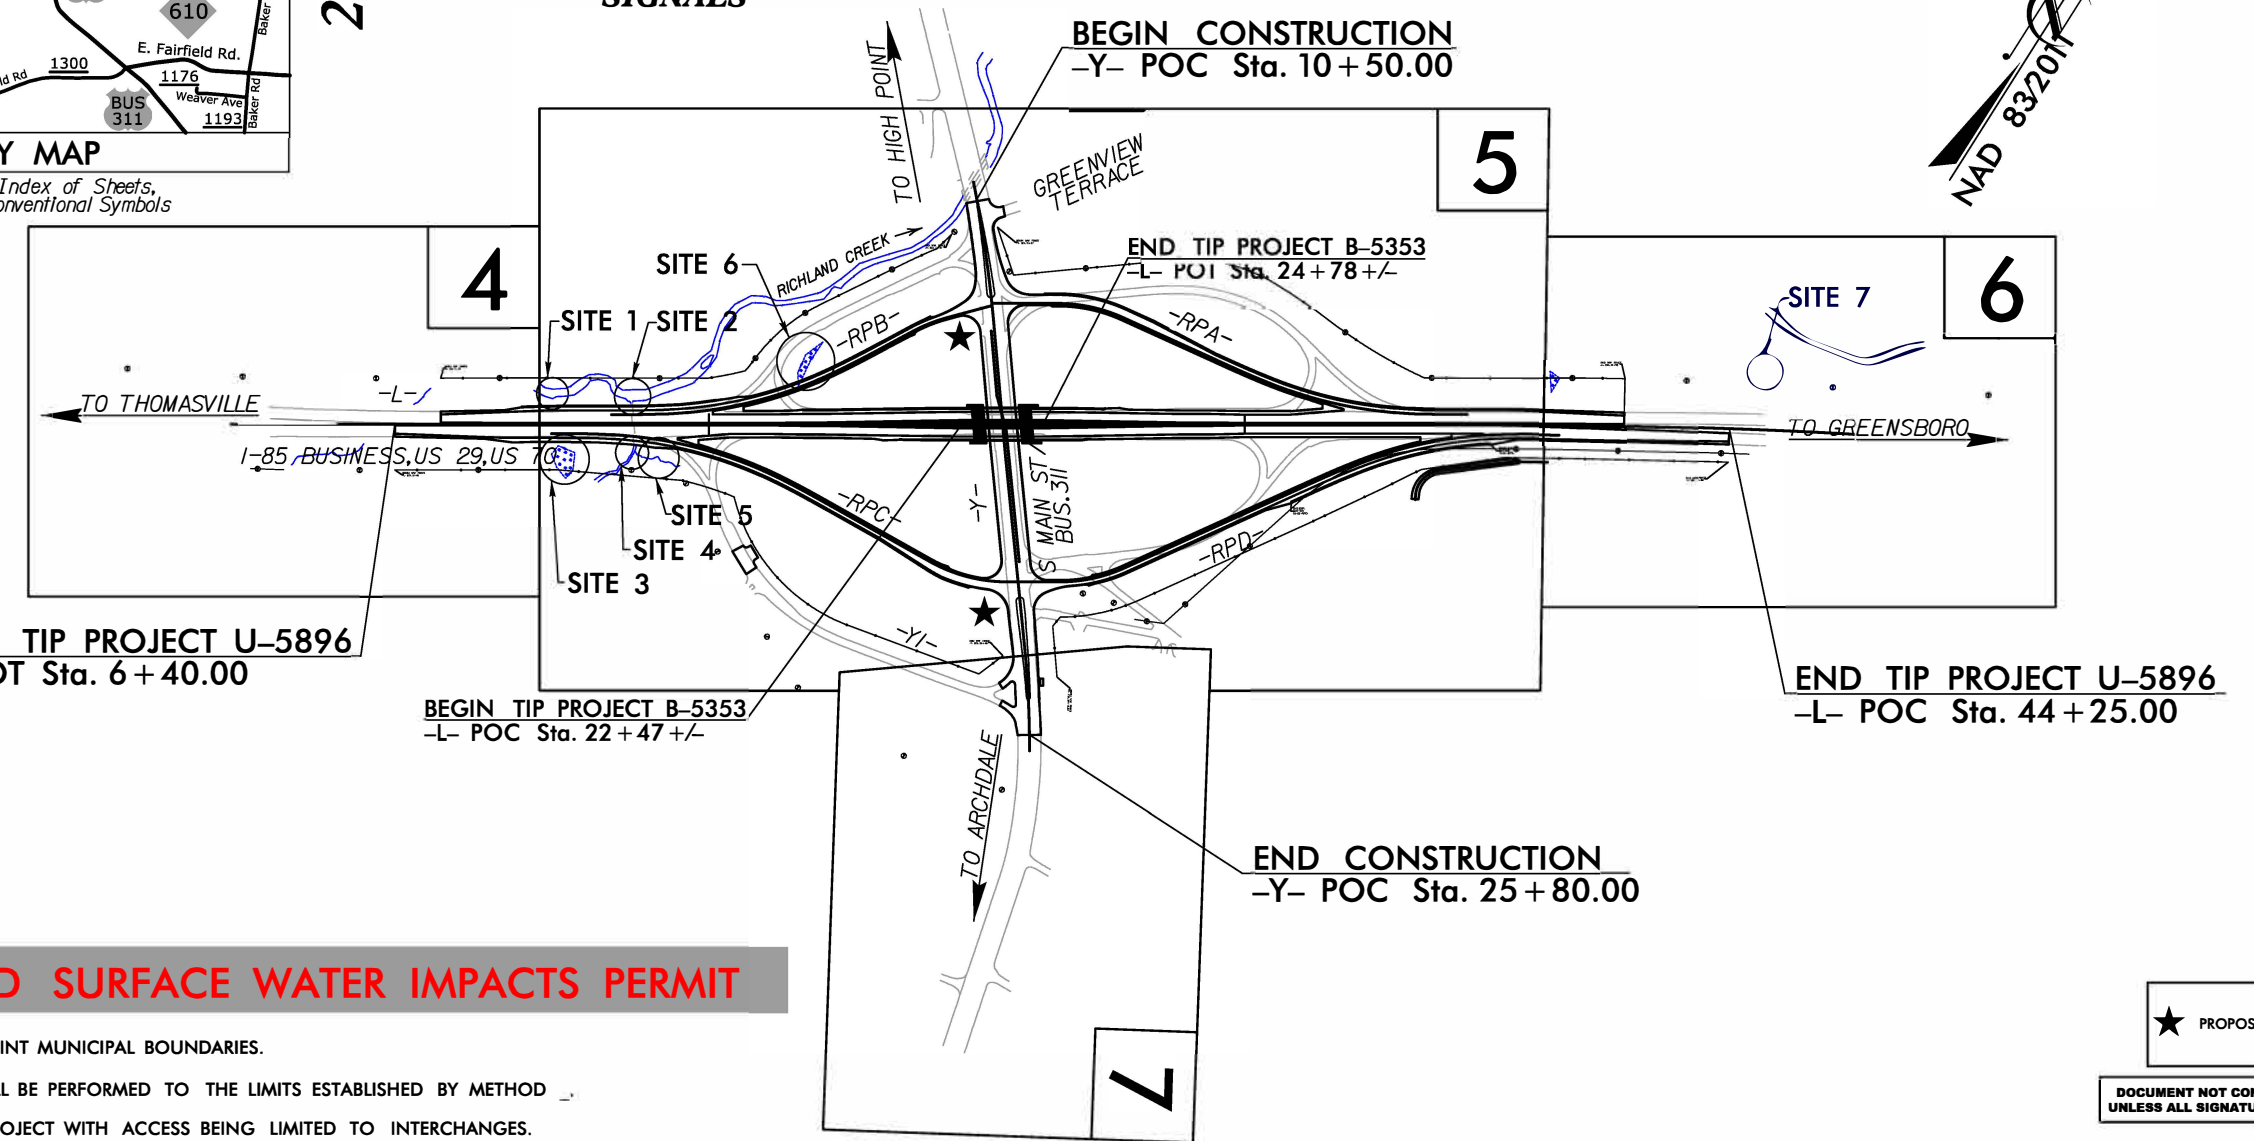 SIGNALS
2
610
Baker
E. Fairfield Rd.
1300
ld Rd
1176
Weaver Ave
Baker Rd
BUS
311
1193
Y MAP
Index of Sheets,
onventional Symbols
BEGIN CONSTRUCTION
-Y- POC Sta. 10+50.00
NAD 83/2011
TO HIGH POINT
GREENVIEW
TERRACE
5
4
6
SITE 6
RICHLAND CREEK
END TIP PROJECT B-5353
-L- POT Sta. 24+78 +/-
SITE 1
SITE 2
-RPB-
-RPA-
SITE 7
-L-
TO THOMASVILLE
TO GREENSBORO
I-85 BUSINESS, US 29, US 70
-RPC-
-Y-
S MAIN ST /
BUS. 311
SITE 5
SITE 4
SITE 3
-RPD-
-Y1-
TIP PROJECT U-5896
OT Sta. 6+40.00
BEGIN TIP PROJECT B-5353
-L- POC Sta. 22+47 +/-
END TIP PROJECT U-5896
-L- POC Sta. 44+25.00
TO ARCHDALE
END CONSTRUCTION
-Y- POC Sta. 25+80.00
7
D SURFACE WATER IMPACTS PERMIT
INT MUNICIPAL BOUNDARIES.
LL BE PERFORMED TO THE LIMITS ESTABLISHED BY METHOD _.
OJECT WITH ACCESS BEING LIMITED TO INTERCHANGES.
PROPOS
DOCUMENT NOT CO
UNLESS ALL SIGNATU